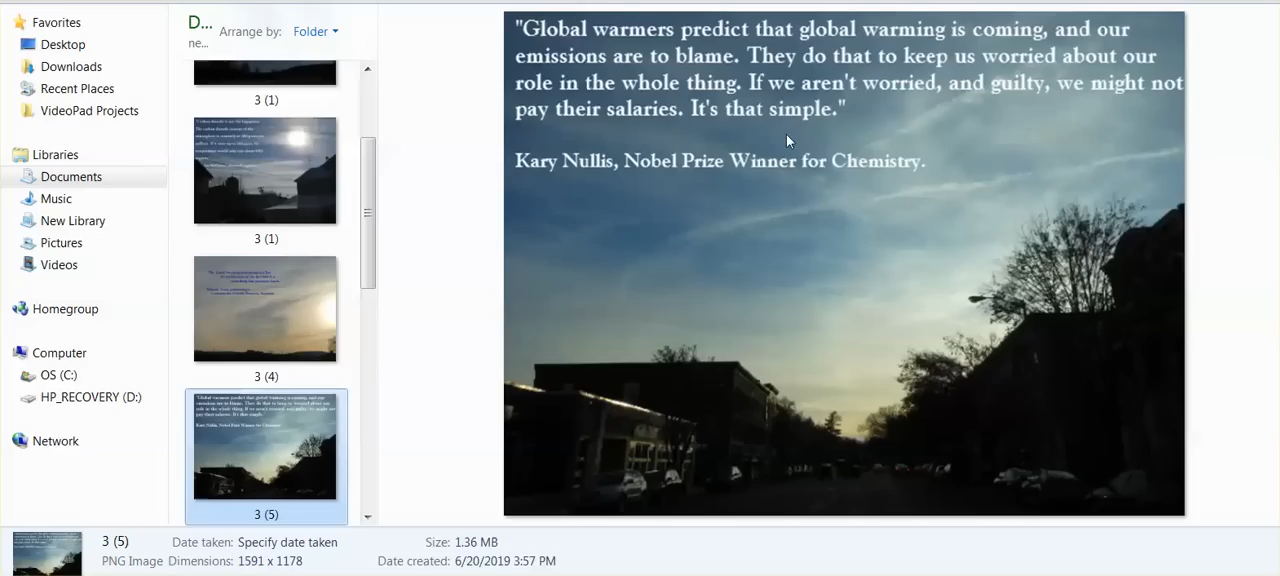 Favorites
Desktop
Downloads
Recent Places
VideoPad Projects
Libraries
Documents
Music
New Library
Pictures
Videos
Homegroup
Computer
OS (C:)
HP_RECOVERY (D:)
Network
D...
ne...
Arrange by: Folder
3 (1)
3 (1)
3 (4)
3 (5)
"Global warmers predict that global warming is coming, and our
emissions are to blame. They do that to keep us worried about our
role in the whole thing. If we aren't worried, and guilty, we might not
pay their salaries. It's that simple."
Kary Nullis, Nobel Prize Winner for Chemistry.
3 (5)
PNG Image
Date taken: Specify date taken
Dimensions: 1591 x 1178
Size: 1.36 MB
Date created: 6/20/2019 3:57 PM